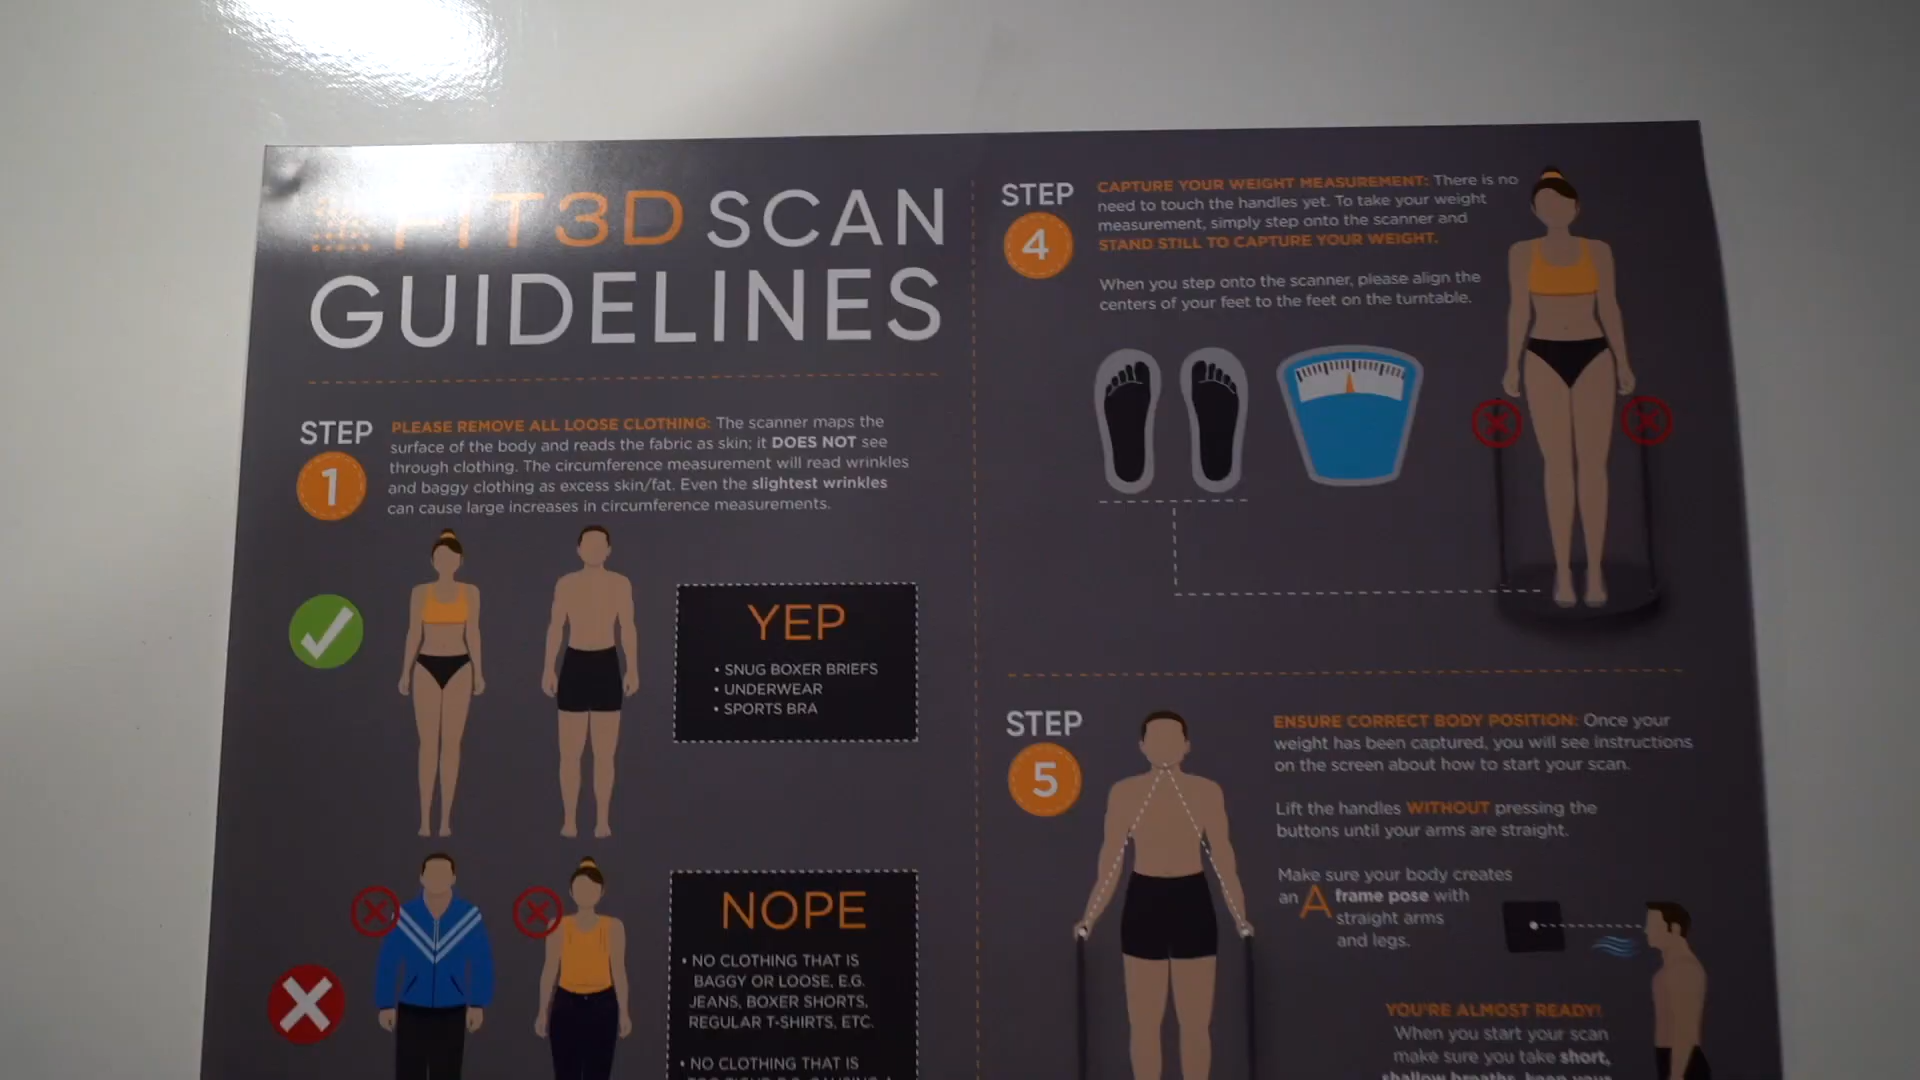 FIT3D SCAN
GUIDELINES
STEP
1
PLEASE REMOVE ALL LOOSE CLOTHING: The scanner maps the
surface of the body and reads the fabric as skin; it DOES NOT see
through clothing. The circumference measurement will read wrinkles
and baggy clothing as excess skin/fat. Even the slightest wrinkles
can cause large increases in circumference measurements.
YEP
• SNUG BOXER BRIEFS
• UNDERWEAR
• SPORTS BRA
NOPE
• NO CLOTHING THAT IS
BAGGY OR LOOSE, E.G.
JEANS, BOXER SHORTS,
REGULAR T-SHIRTS, ETC.
• NO CLOTHING THAT IS
STEP
4
CAPTURE YOUR WEIGHT MEASUREMENT: There is no
need to touch the handles yet. To take your weight
measurement, simply step onto the scanner and
STAND STILL TO CAPTURE YOUR WEIGHT.
When you step onto the scanner, please align the
centers of your feet to the feet on the turntable.
STEP
5
ENSURE CORRECT BODY POSITION: Once your
weight has been captured, you will see instructions
on the screen about how to start your scan.
Lift the handles WITHOUT pressing the
buttons until your arms are straight.
Make sure your body creates
an A frame pose with
straight arms
and legs.
YOU'RE ALMOST READY!
When you start your scan
make sure you take short,
shallow breaths, keep your